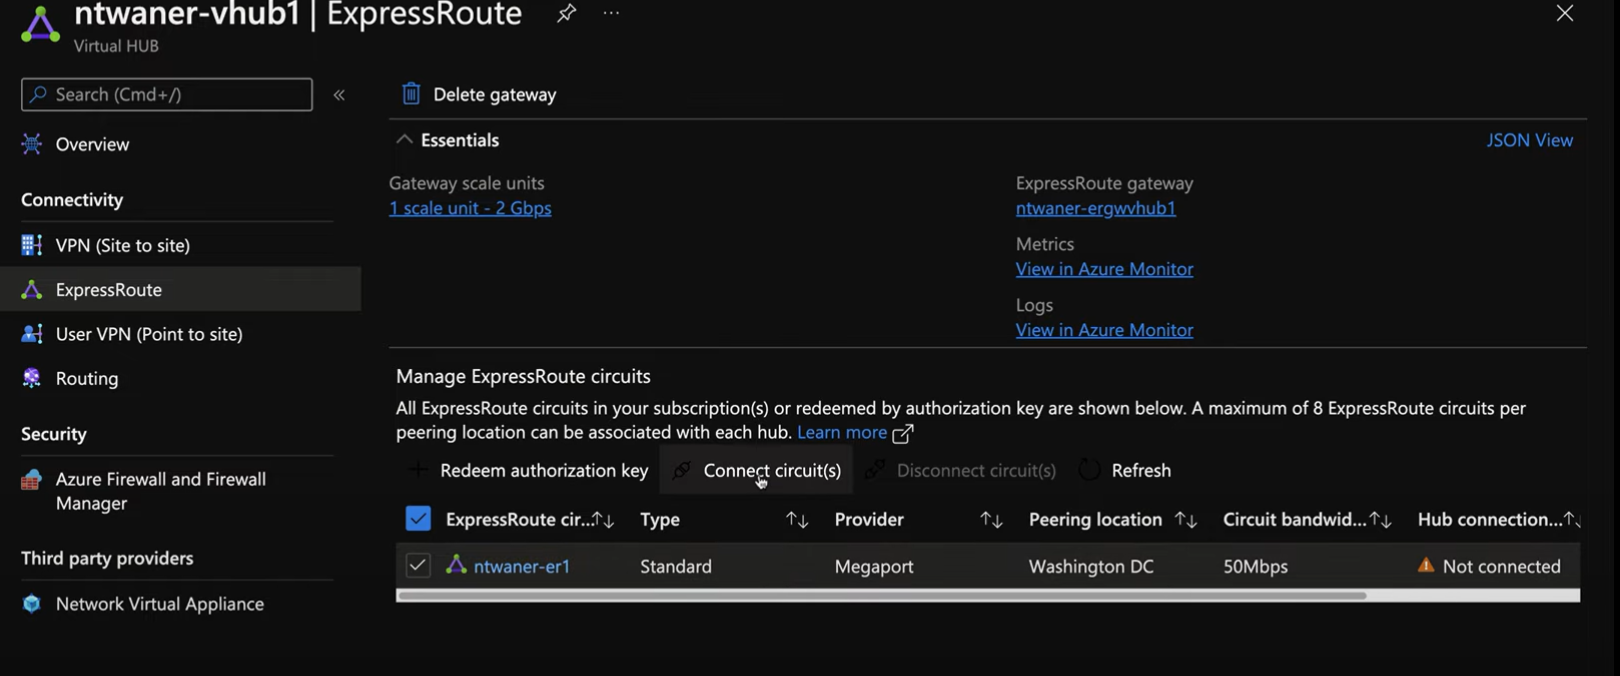 ntwaner-vhub1 | ExpressRoute
Virtual HUB
Search (Cmd+/)
Overview
Connectivity
VPN (Site to site)
ExpressRoute
User VPN (Point to site)
Routing
Security
Azure Firewall and Firewall
Manager
Third party providers
Network Virtual Appliance
Delete gateway
Essentials
JSON View
Gateway scale units
1 scale unit - 2 Gbps
ExpressRoute gateway
ntwaner-ergwvhub1
Metrics
View in Azure Monitor
Logs
View in Azure Monitor
Manage ExpressRoute circuits
All ExpressRoute circuits in your subscription(s) or redeemed by authorization key are shown below. A maximum of 8 ExpressRoute circuits per
peering location can be associated with each hub. Learn more
Redeem authorization key Connect circuit(s) Disconnect circuit(s) Refresh
ExpressRoute cir... Type Provider Peering location Circuit bandwid... Hub connection...
ntwaner-er1 Standard Megaport Washington DC 50Mbps Not connected